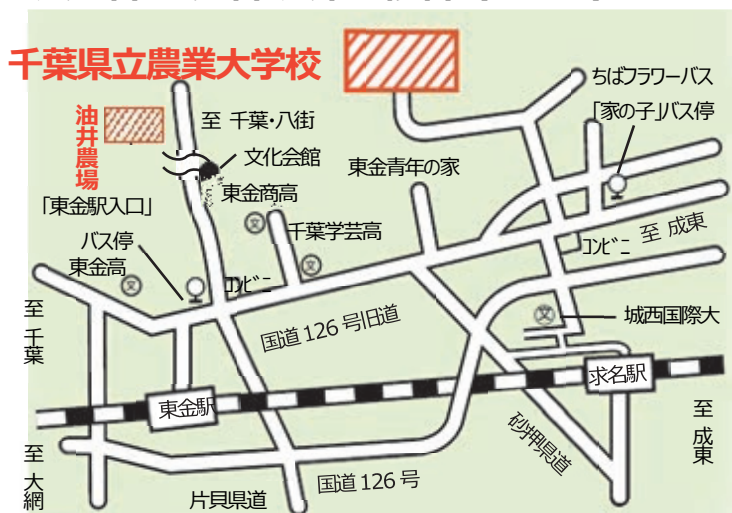 千葉県立農業大学校
ちばフラワーバス
「家の子」バス停
油井農場
至 千葉・八街
文化会館
東金青年の家
東金商高
「東金駅入口」
バス停
千葉学芸高
東金高
文
文
文
コンビニ
コンビニ
至 成東
至 千葉
国道126号旧道
文
城西国際大
東金駅
求名駅
至 成東
至 大網
砂押県道
片貝県道
国道126号